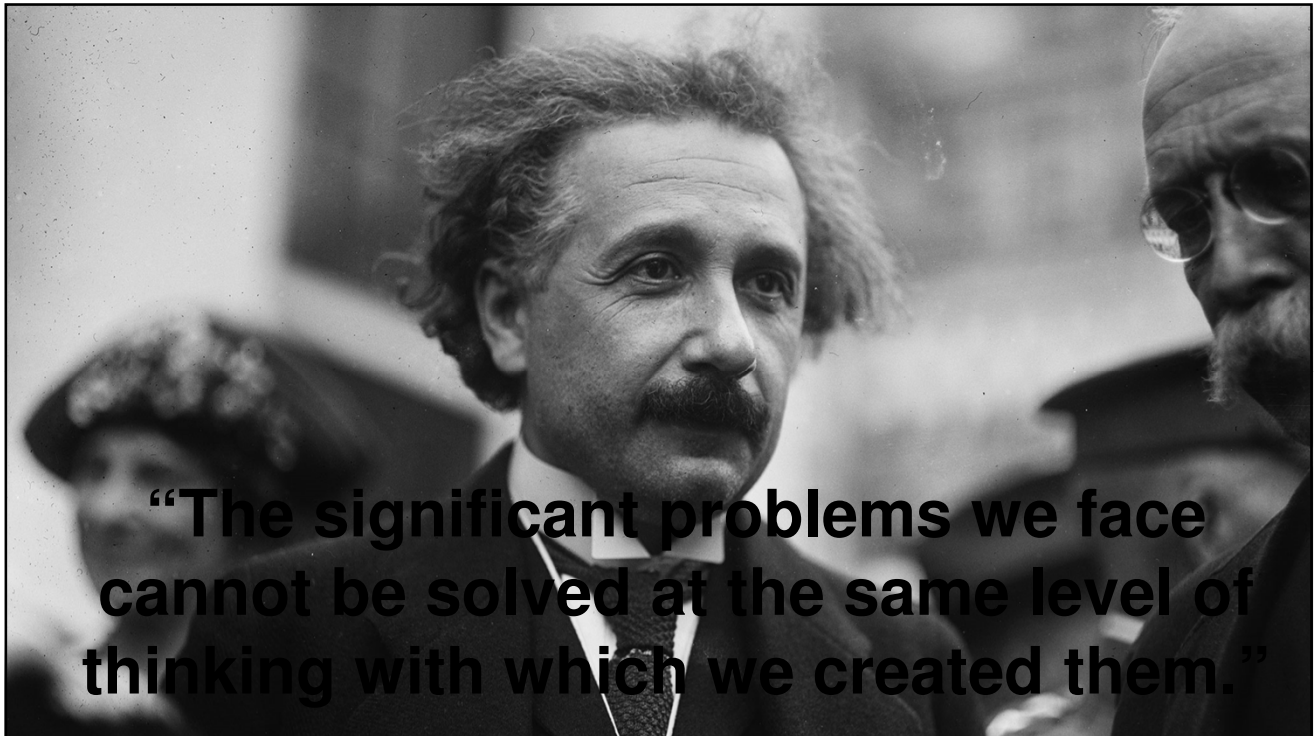 “The significant problems we face
cannot be solved at the same level of
thinking with which we created them.”